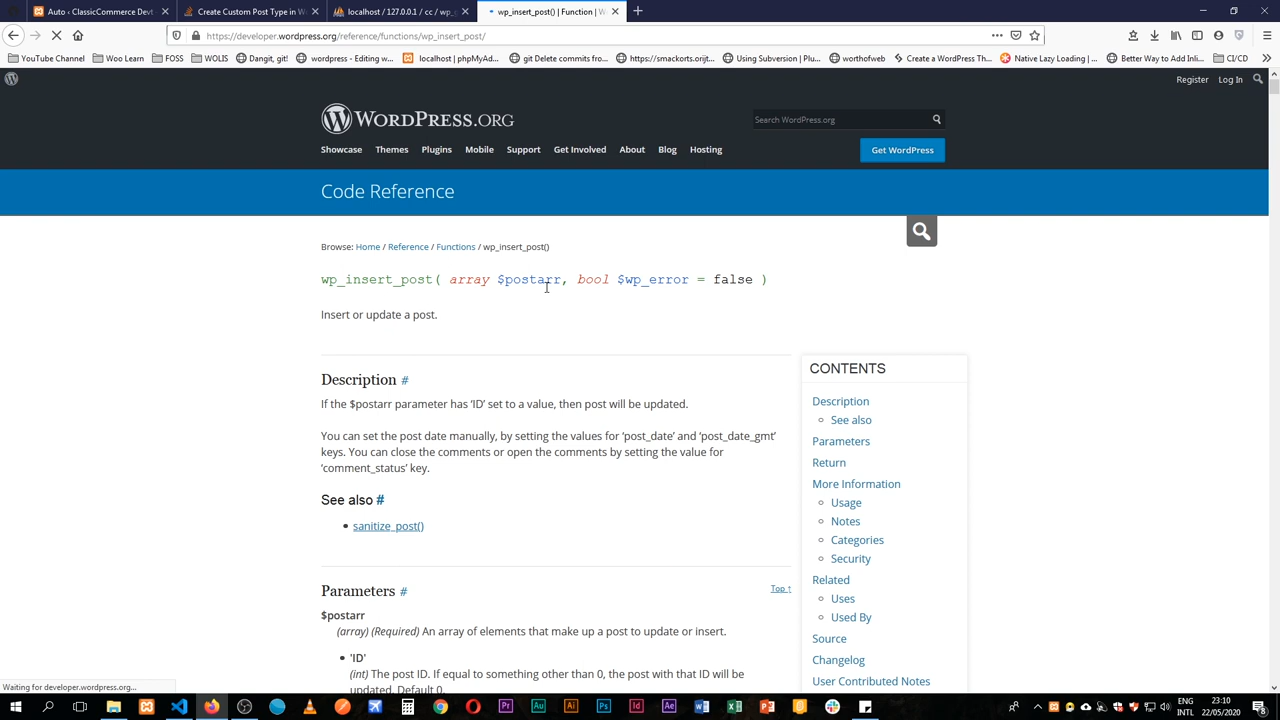 Auto ‹ ClassicCommerce Devt
Create Custom Post Type in W
localhost / 127.0.0.1 / cc / wp_
wp_insert_post() | Function | W
https://developer.wordpress.org/reference/functions/wp_insert_post/
YouTube Channel
Woo Learn
FOSS
WOLIS
Dangit, git!
wordpress - Editing w...
localhost | phpMyAd...
git Delete commits fro...
https://smackorts.orijt...
Using Subversion | Plu...
worthofweb
Create a WordPress Th...
Native Lazy Loading | ...
Better Way to Add Inli...
CI/CD
Register
Log In
WORDPRESS.ORG
Search WordPress.org
Showcase
Themes
Plugins
Mobile
Support
Get Involved
About
Blog
Hosting
Get WordPress
Code Reference
Browse: Home / Reference / Functions / wp_insert_post()
wp_insert_post( array $postarr, bool $wp_error = false )
Insert or update a post.
Description #
If the $postarr parameter has ‘ID’ set to a value, then post will be updated.
You can set the post date manually, by setting the values for ‘post_date’ and ‘post_date_gmt’
keys. You can close the comments or open the comments by setting the value for
‘comment_status’ key.
See also #
sanitize_post()
Parameters #
Top ↑
$postarr
(array) (Required) An array of elements that make up a post to update or insert.
'ID'
(int) The post ID. If equal to something other than 0, the post with that ID will be
updated. Default 0.
CONTENTS
Description
See also
Parameters
Return
More Information
Usage
Notes
Categories
Security
Related
Uses
Used By
Source
Changelog
User Contributed Notes
Waiting for developer.wordpress.org...
ENG
INTL
23:10
22/05/2020